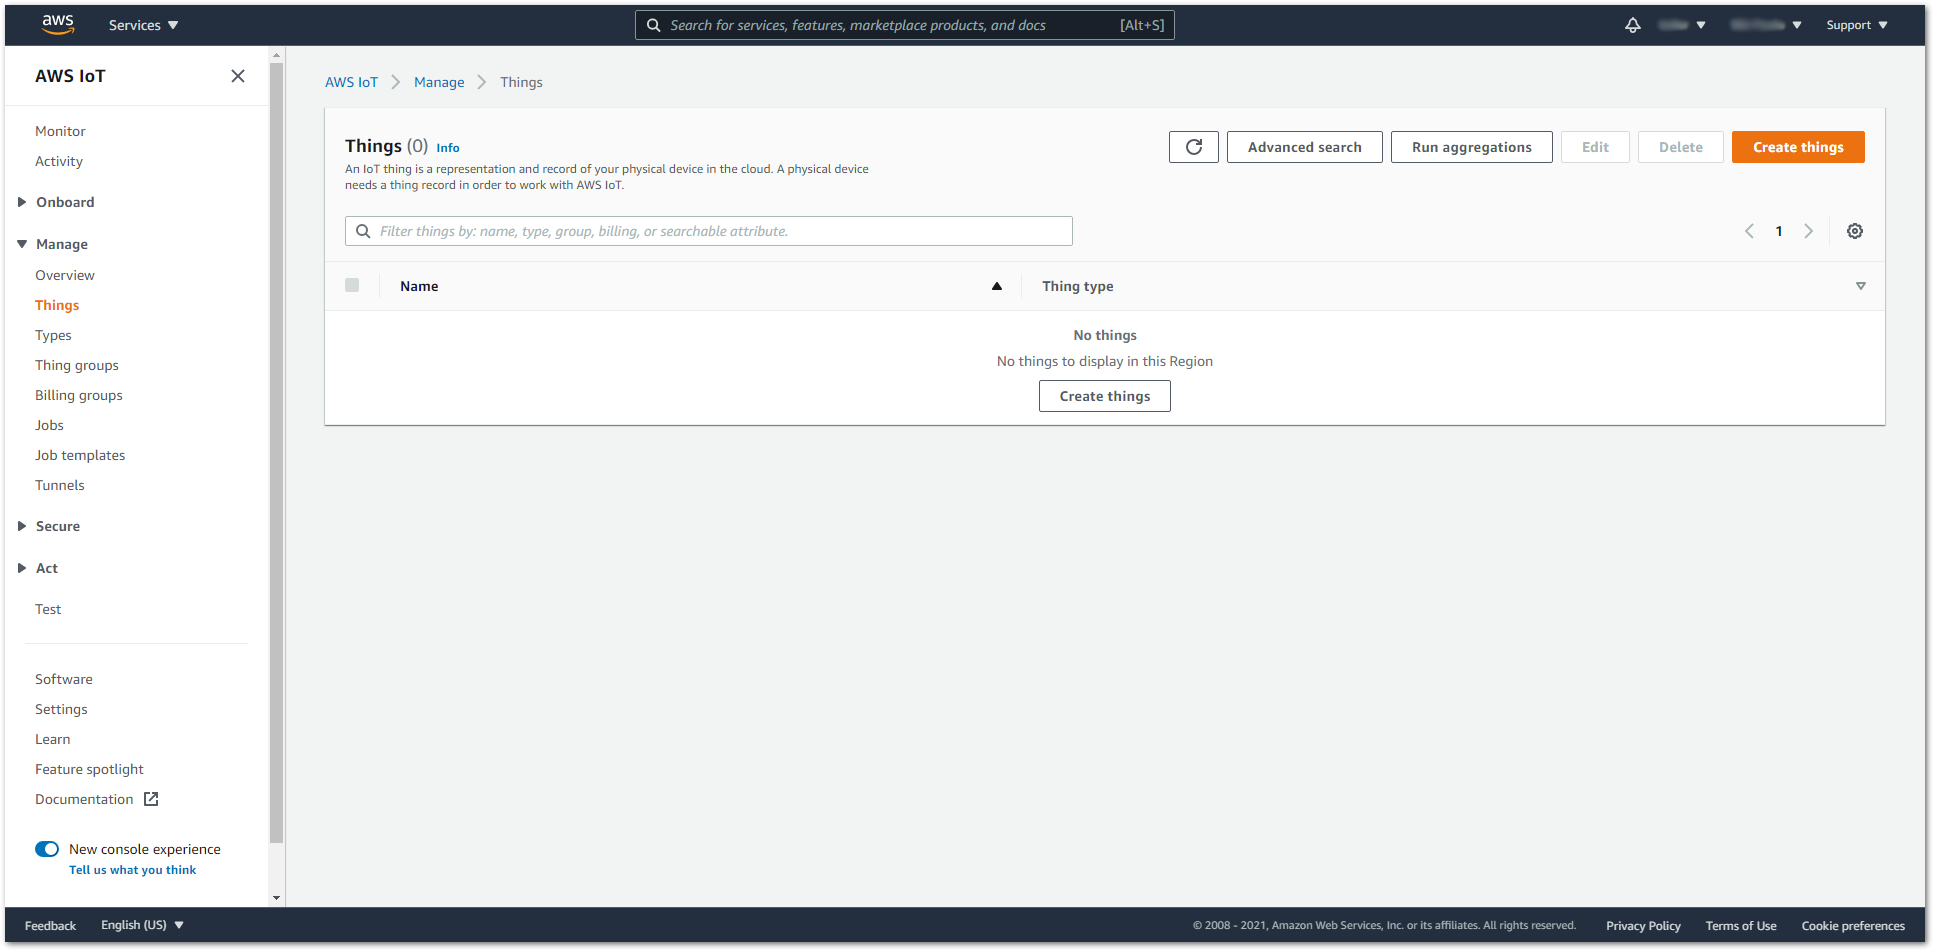 aws
Services
Search for services, features, marketplace products, and docs
[Alt+S]
Support
AWS IoT
Monitor
Activity
Onboard
Manage
Overview
Things
Types
Thing groups
Billing groups
Jobs
Job templates
Tunnels
Secure
Act
Test
Software
Settings
Learn
Feature spotlight
Documentation
New console experience
Tell us what you think
AWS IoT
Manage
Things
Things (0) Info
An IoT thing is a representation and record of your physical device in the cloud. A physical device
needs a thing record in order to work with AWS IoT.
Advanced search
Run aggregations
Edit
Delete
Create things
Filter things by: name, type, group, billing, or searchable attribute.
1
Name
Thing type
No things
No things to display in this Region
Create things
Feedback
English (US)
© 2008 - 2021, Amazon Web Services, Inc. or its affiliates. All rights reserved.
Privacy Policy
Terms of Use
Cookie preferences